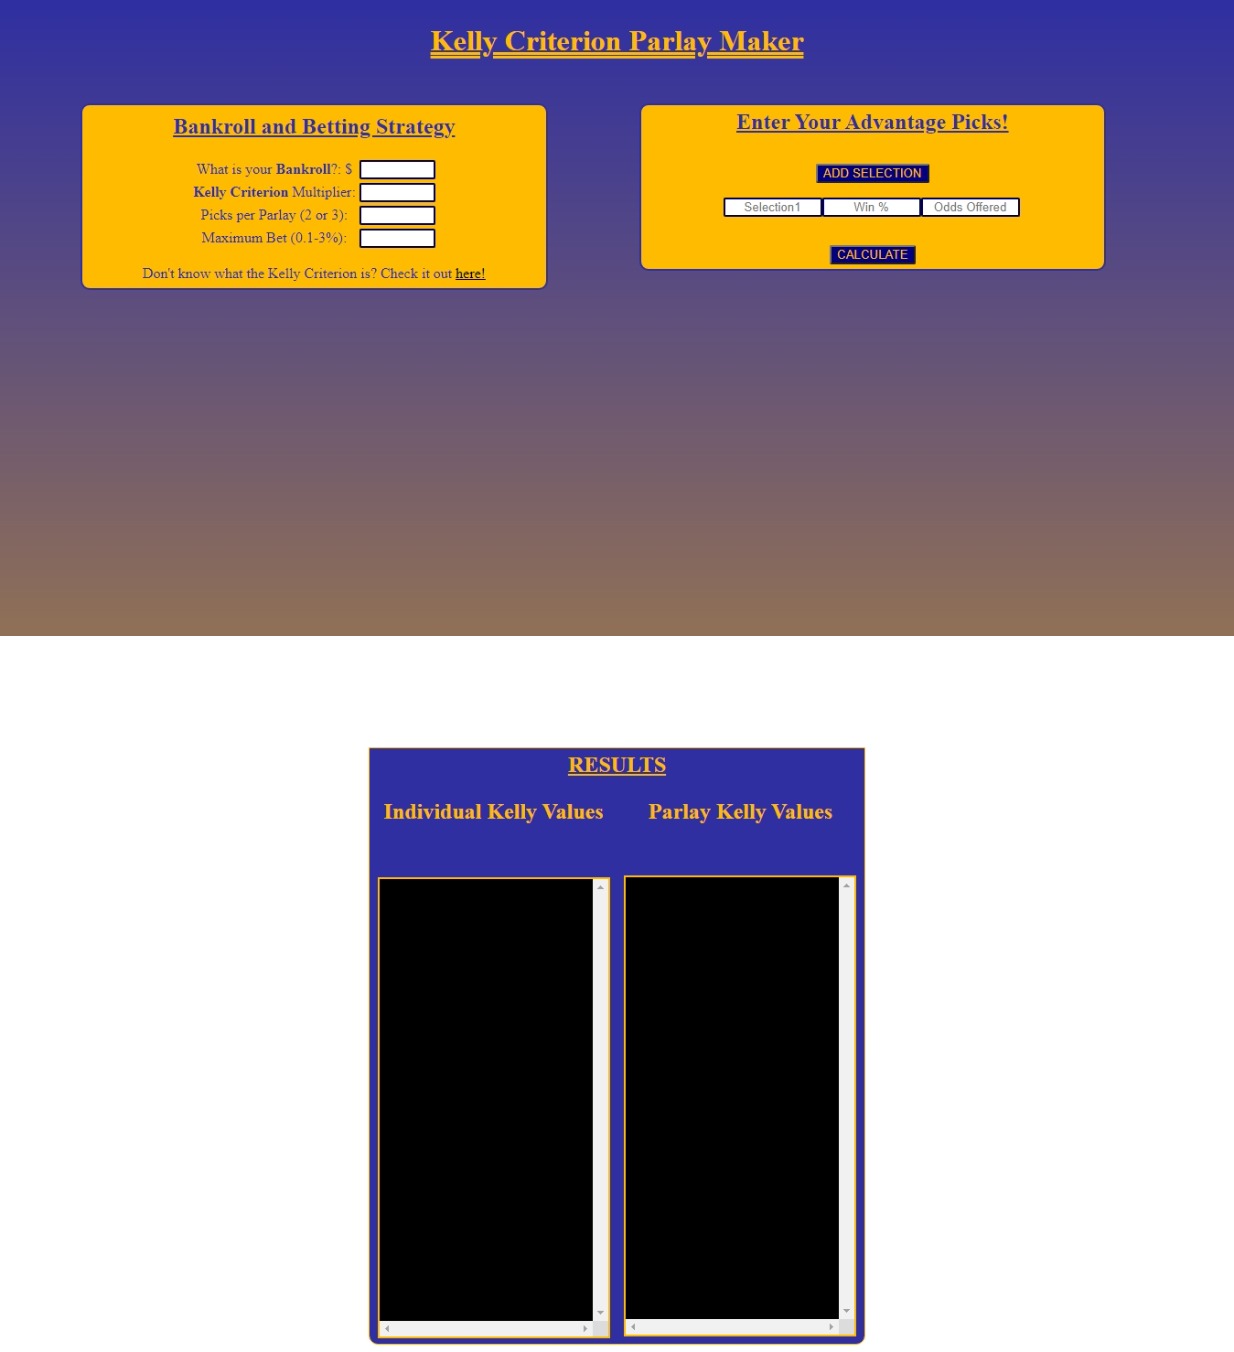 Kelly Criterion Parlay Maker
Bankroll and Betting Strategy
What is your Bankroll?: $
Kelly Criterion Multiplier:
Picks per Parlay (2 or 3):
Maximum Bet (0.1-3%):
Don't know what the Kelly Criterion is? Check it out here!
Enter Your Advantage Picks!
ADD SELECTION
Selection1 Win % Odds Offered
CALCULATE
RESULTS
Individual Kelly Values
Parlay Kelly Values